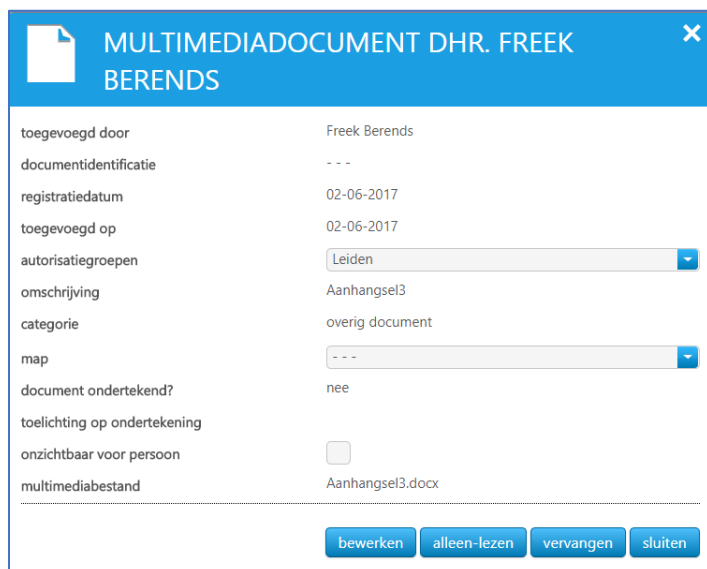 MULTIMEDIADOCUMENT DHR. FREEK
BERENDS
toegevoegd door Freek Berends
documentidentificatie - - -
registratiedatum 02-06-2017
toegevoegd op 02-06-2017
autorisatiegroepen Leiden
omschrijving Aanhangsel3
categorie overig document
map - - -
document ondertekend? nee
toelichting op ondertekening
onzichtbaar voor persoon
multimediabestand Aanhangsel3.docx
bewerken alleen-lezen vervangen sluiten